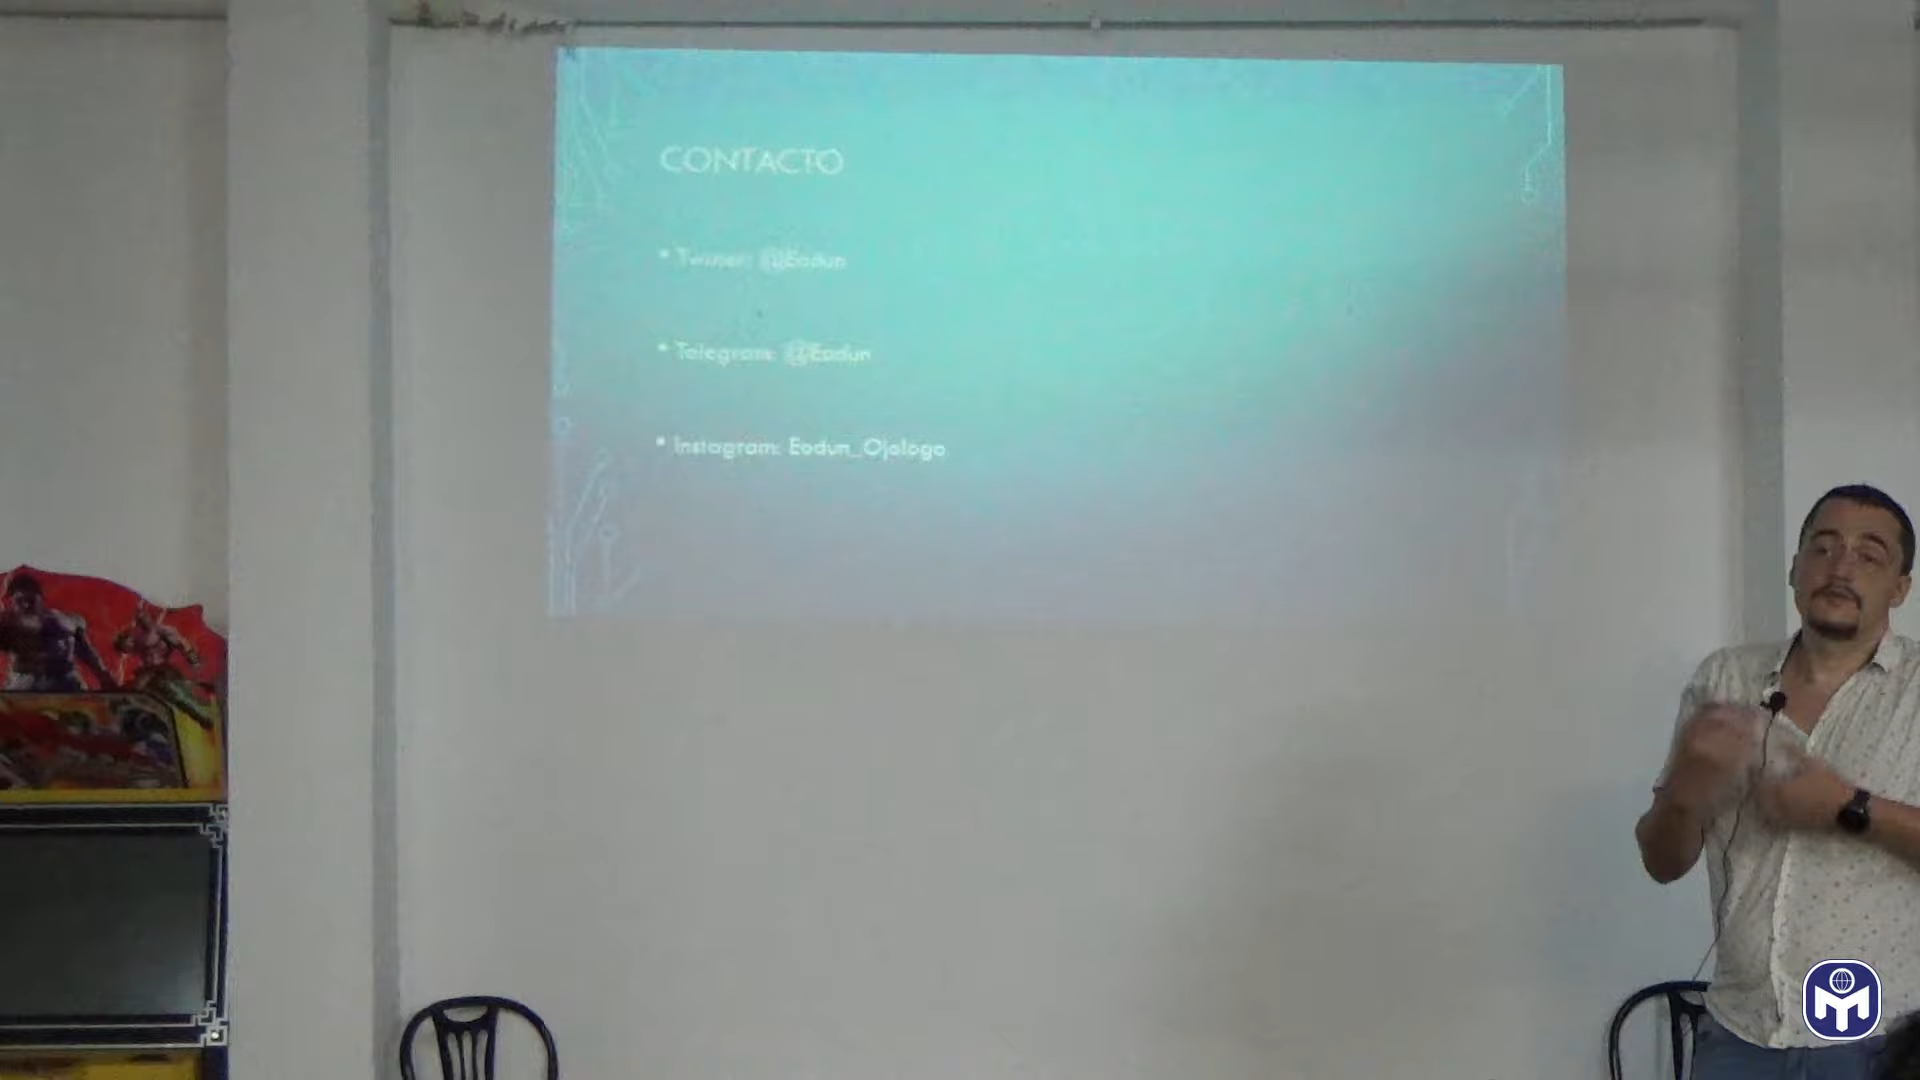 CONTACTO
• Twitter: @Eodun
• Telegram: @Eodun
• Instagram: Eodun_Ojologo